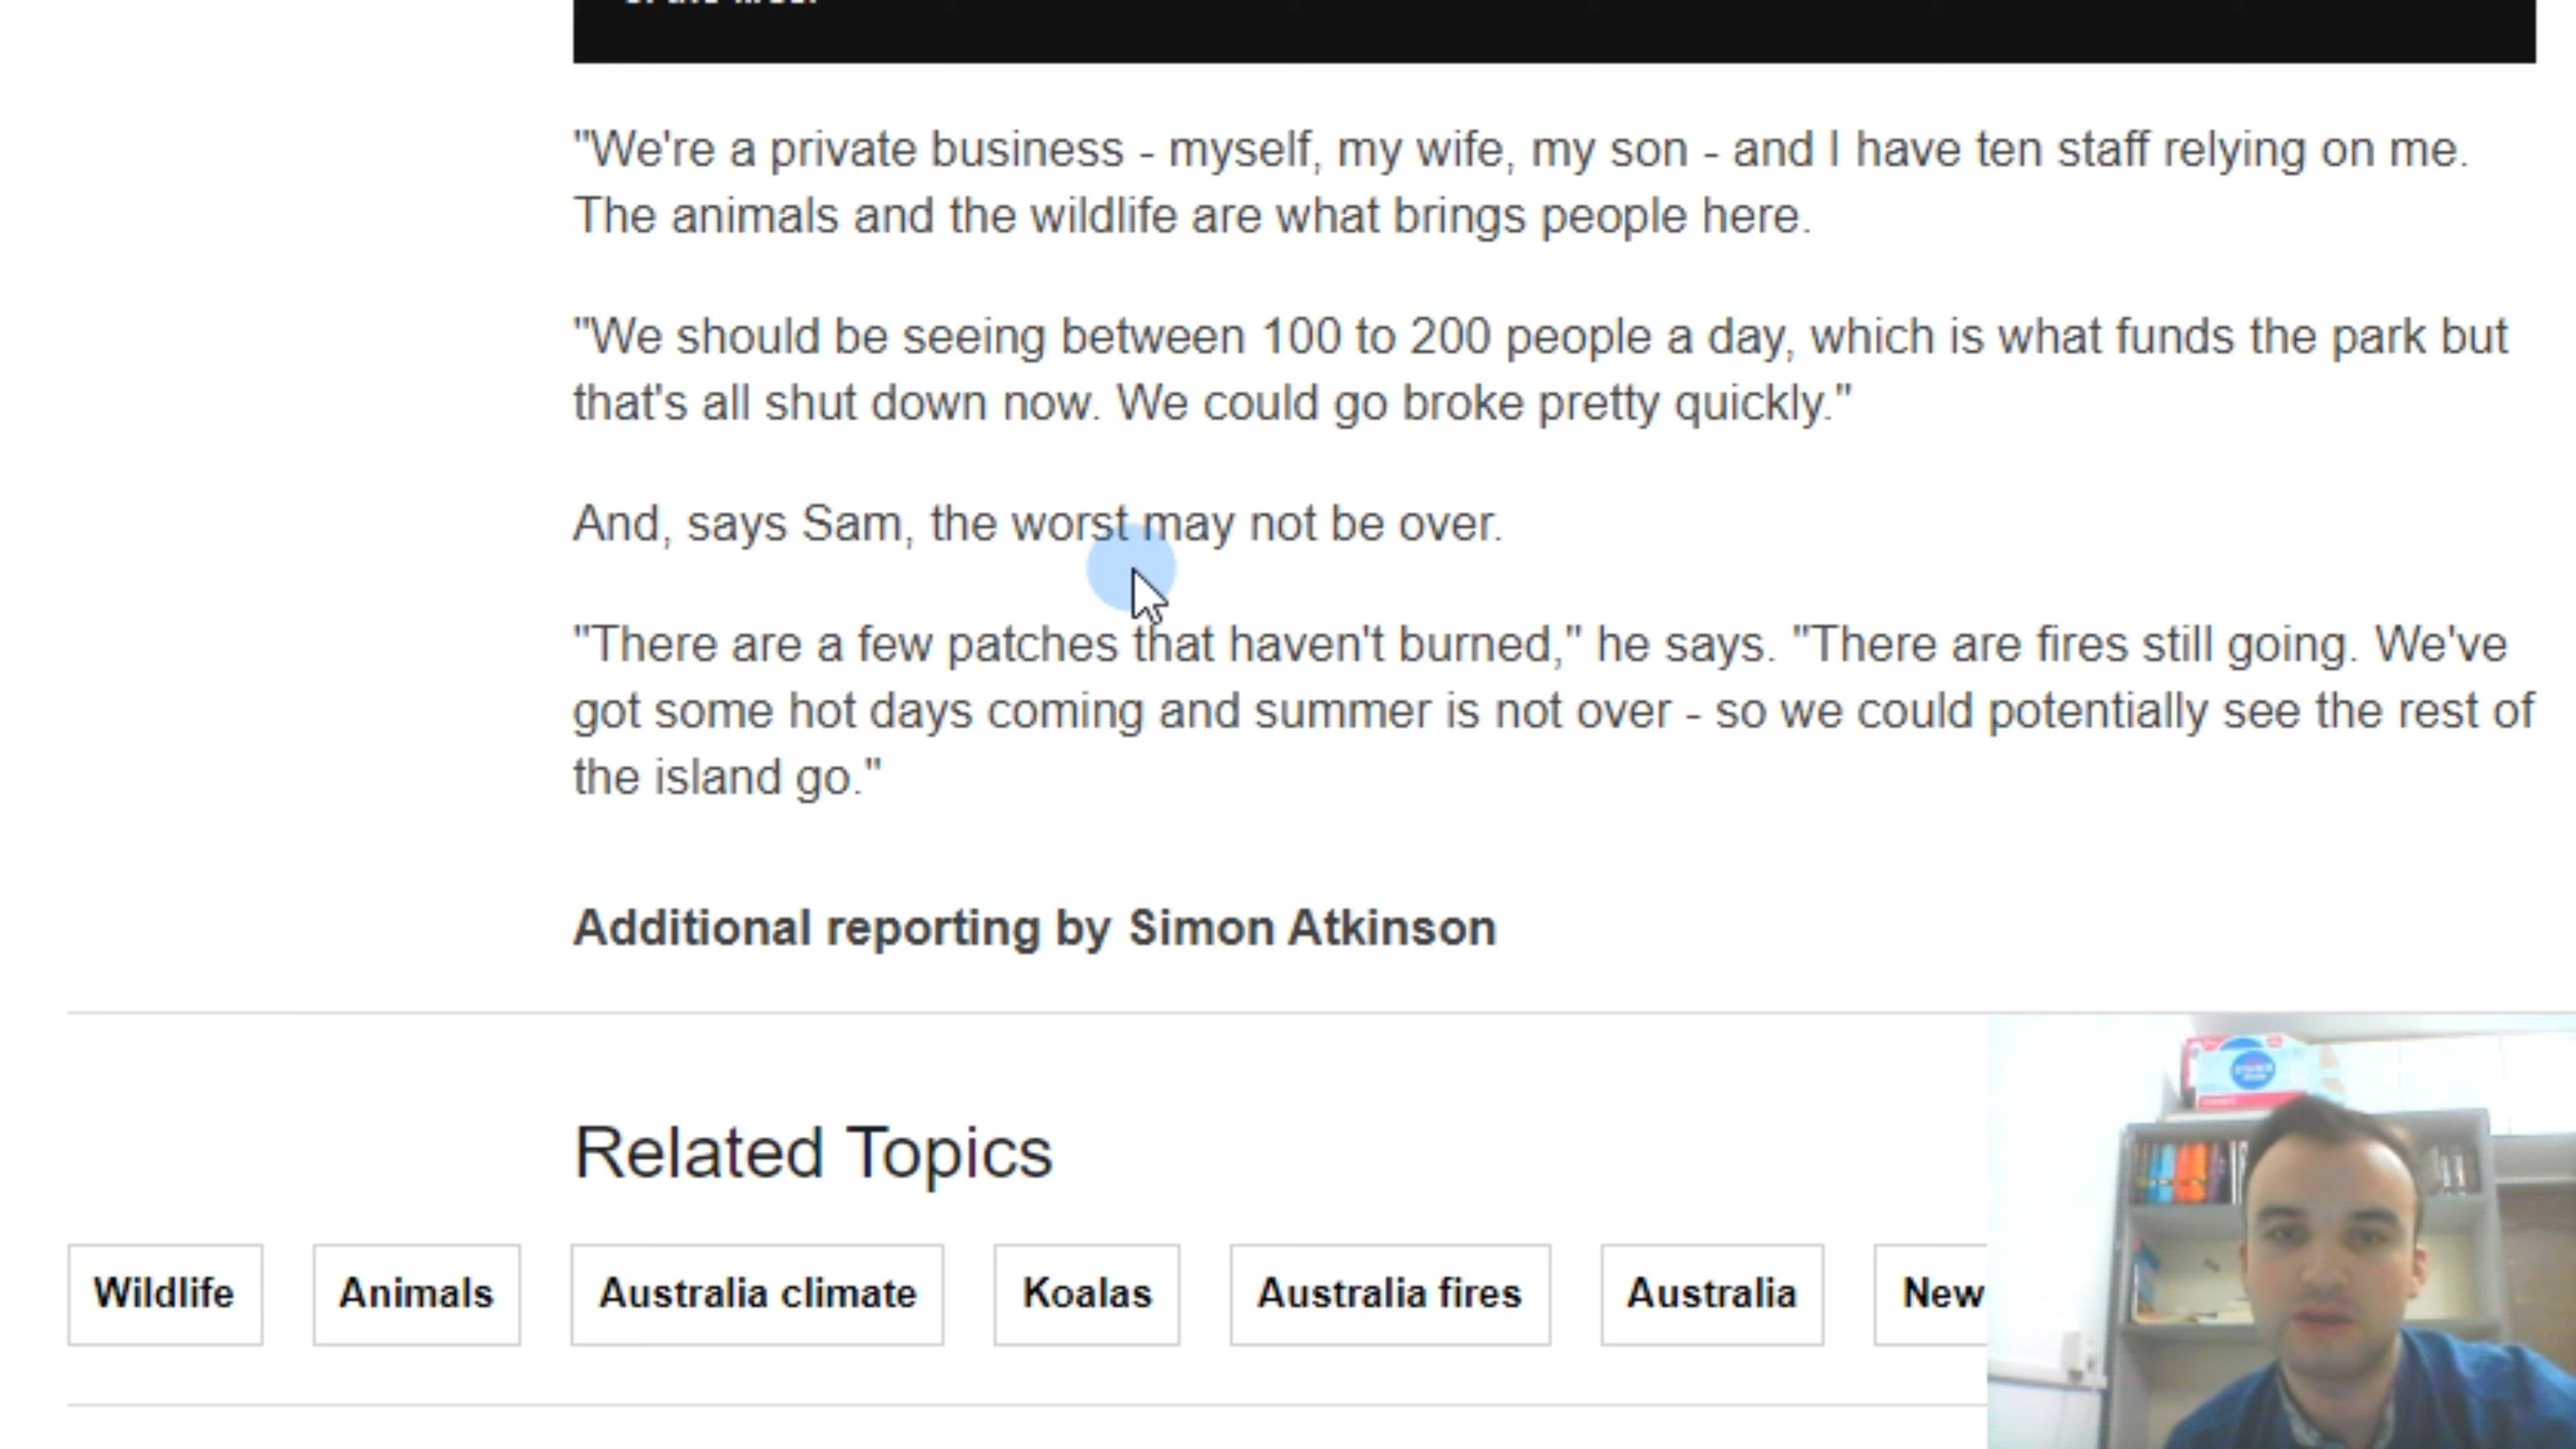 "We're a private business - myself, my wife, my son - and I have ten staff relying on me.
The animals and the wildlife are what brings people here.
"We should be seeing between 100 to 200 people a day, which is what funds the park but
that's all shut down now. We could go broke pretty quickly."
And, says Sam, the worst may not be over.
"There are a few patches that haven't burned," he says. "There are fires still going. We've
got some hot days coming and summer is not over - so we could potentially see the rest of
the island go."
Additional reporting by Simon Atkinson
Related Topics
Wildlife Animals Australia climate Koalas Australia fires Australia New